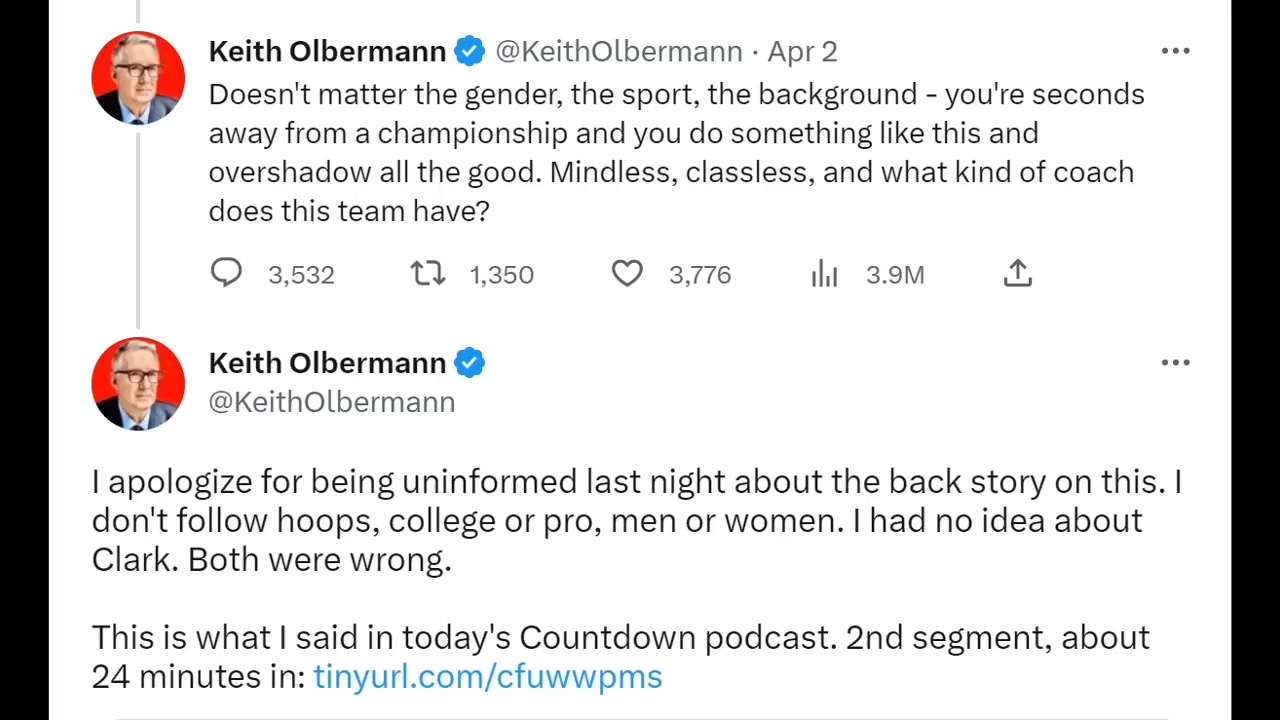 Keith Olbermann @KeithOlbermann · Apr 2
Doesn't matter the gender, the sport, the background - you're seconds
away from a championship and you do something like this and
overshadow all the good. Mindless, classless, and what kind of coach
does this team have?
3,532 1,350 3,776 3.9M
Keith Olbermann
@KeithOlbermann
I apologize for being uninformed last night about the back story on this. I
don't follow hoops, college or pro, men or women. I had no idea about
Clark. Both were wrong.
This is what I said in today's Countdown podcast. 2nd segment, about
24 minutes in: tinyurl.com/cfuwwpms